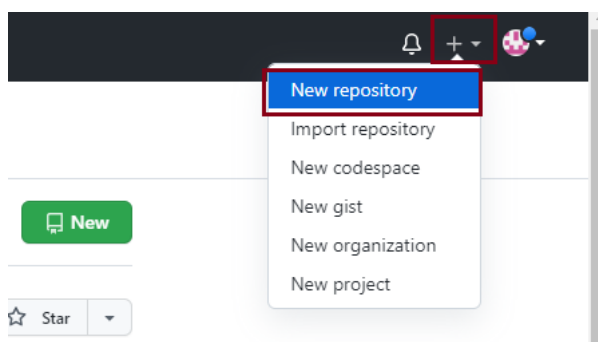 New repository
Import repository
New codespace
New gist
New organization
New project
New
Star